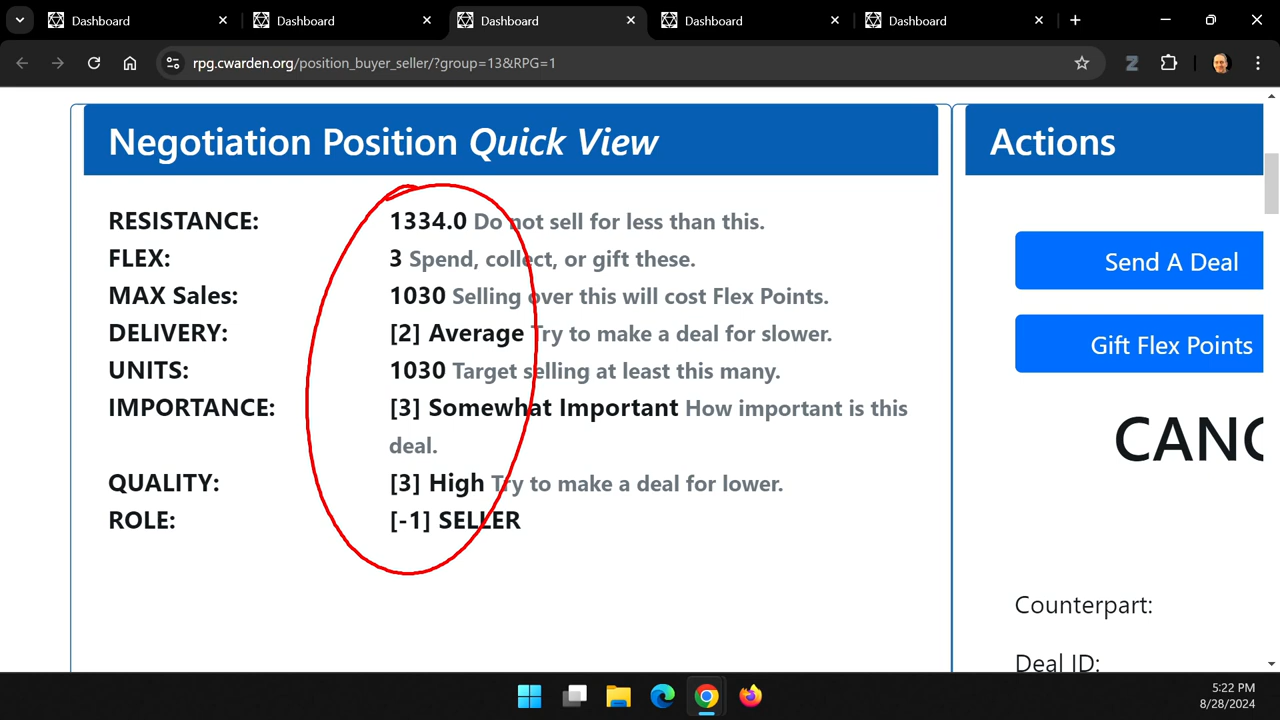 Dashboard
Dashboard
Dashboard
Dashboard
Dashboard
rpg.cwarden.org/position_buyer_seller/?group=13&RPG=1
Negotiation Position Quick View
RESISTANCE: 1334.0 Do not sell for less than this.
FLEX: 3 Spend, collect, or gift these.
MAX Sales: 1030 Selling over this will cost Flex Points.
DELIVERY: [2] Average Try to make a deal for slower.
UNITS: 1030 Target selling at least this many.
IMPORTANCE: [3] Somewhat Important How important is this
deal.
QUALITY: [3] High Try to make a deal for lower.
ROLE: [-1] SELLER
Actions
Send A Deal
Gift Flex Points
CANC
Counterpart:
Deal ID:
5:22 PM
8/28/2024